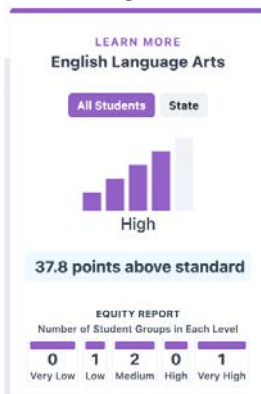 LEARN MORE
English Language Arts
All Students State
High
37.8 points above standard
EQUITY REPORT
Number of Student Groups in Each Level
0 1 2 0 1
Very Low Low Medium High Very High